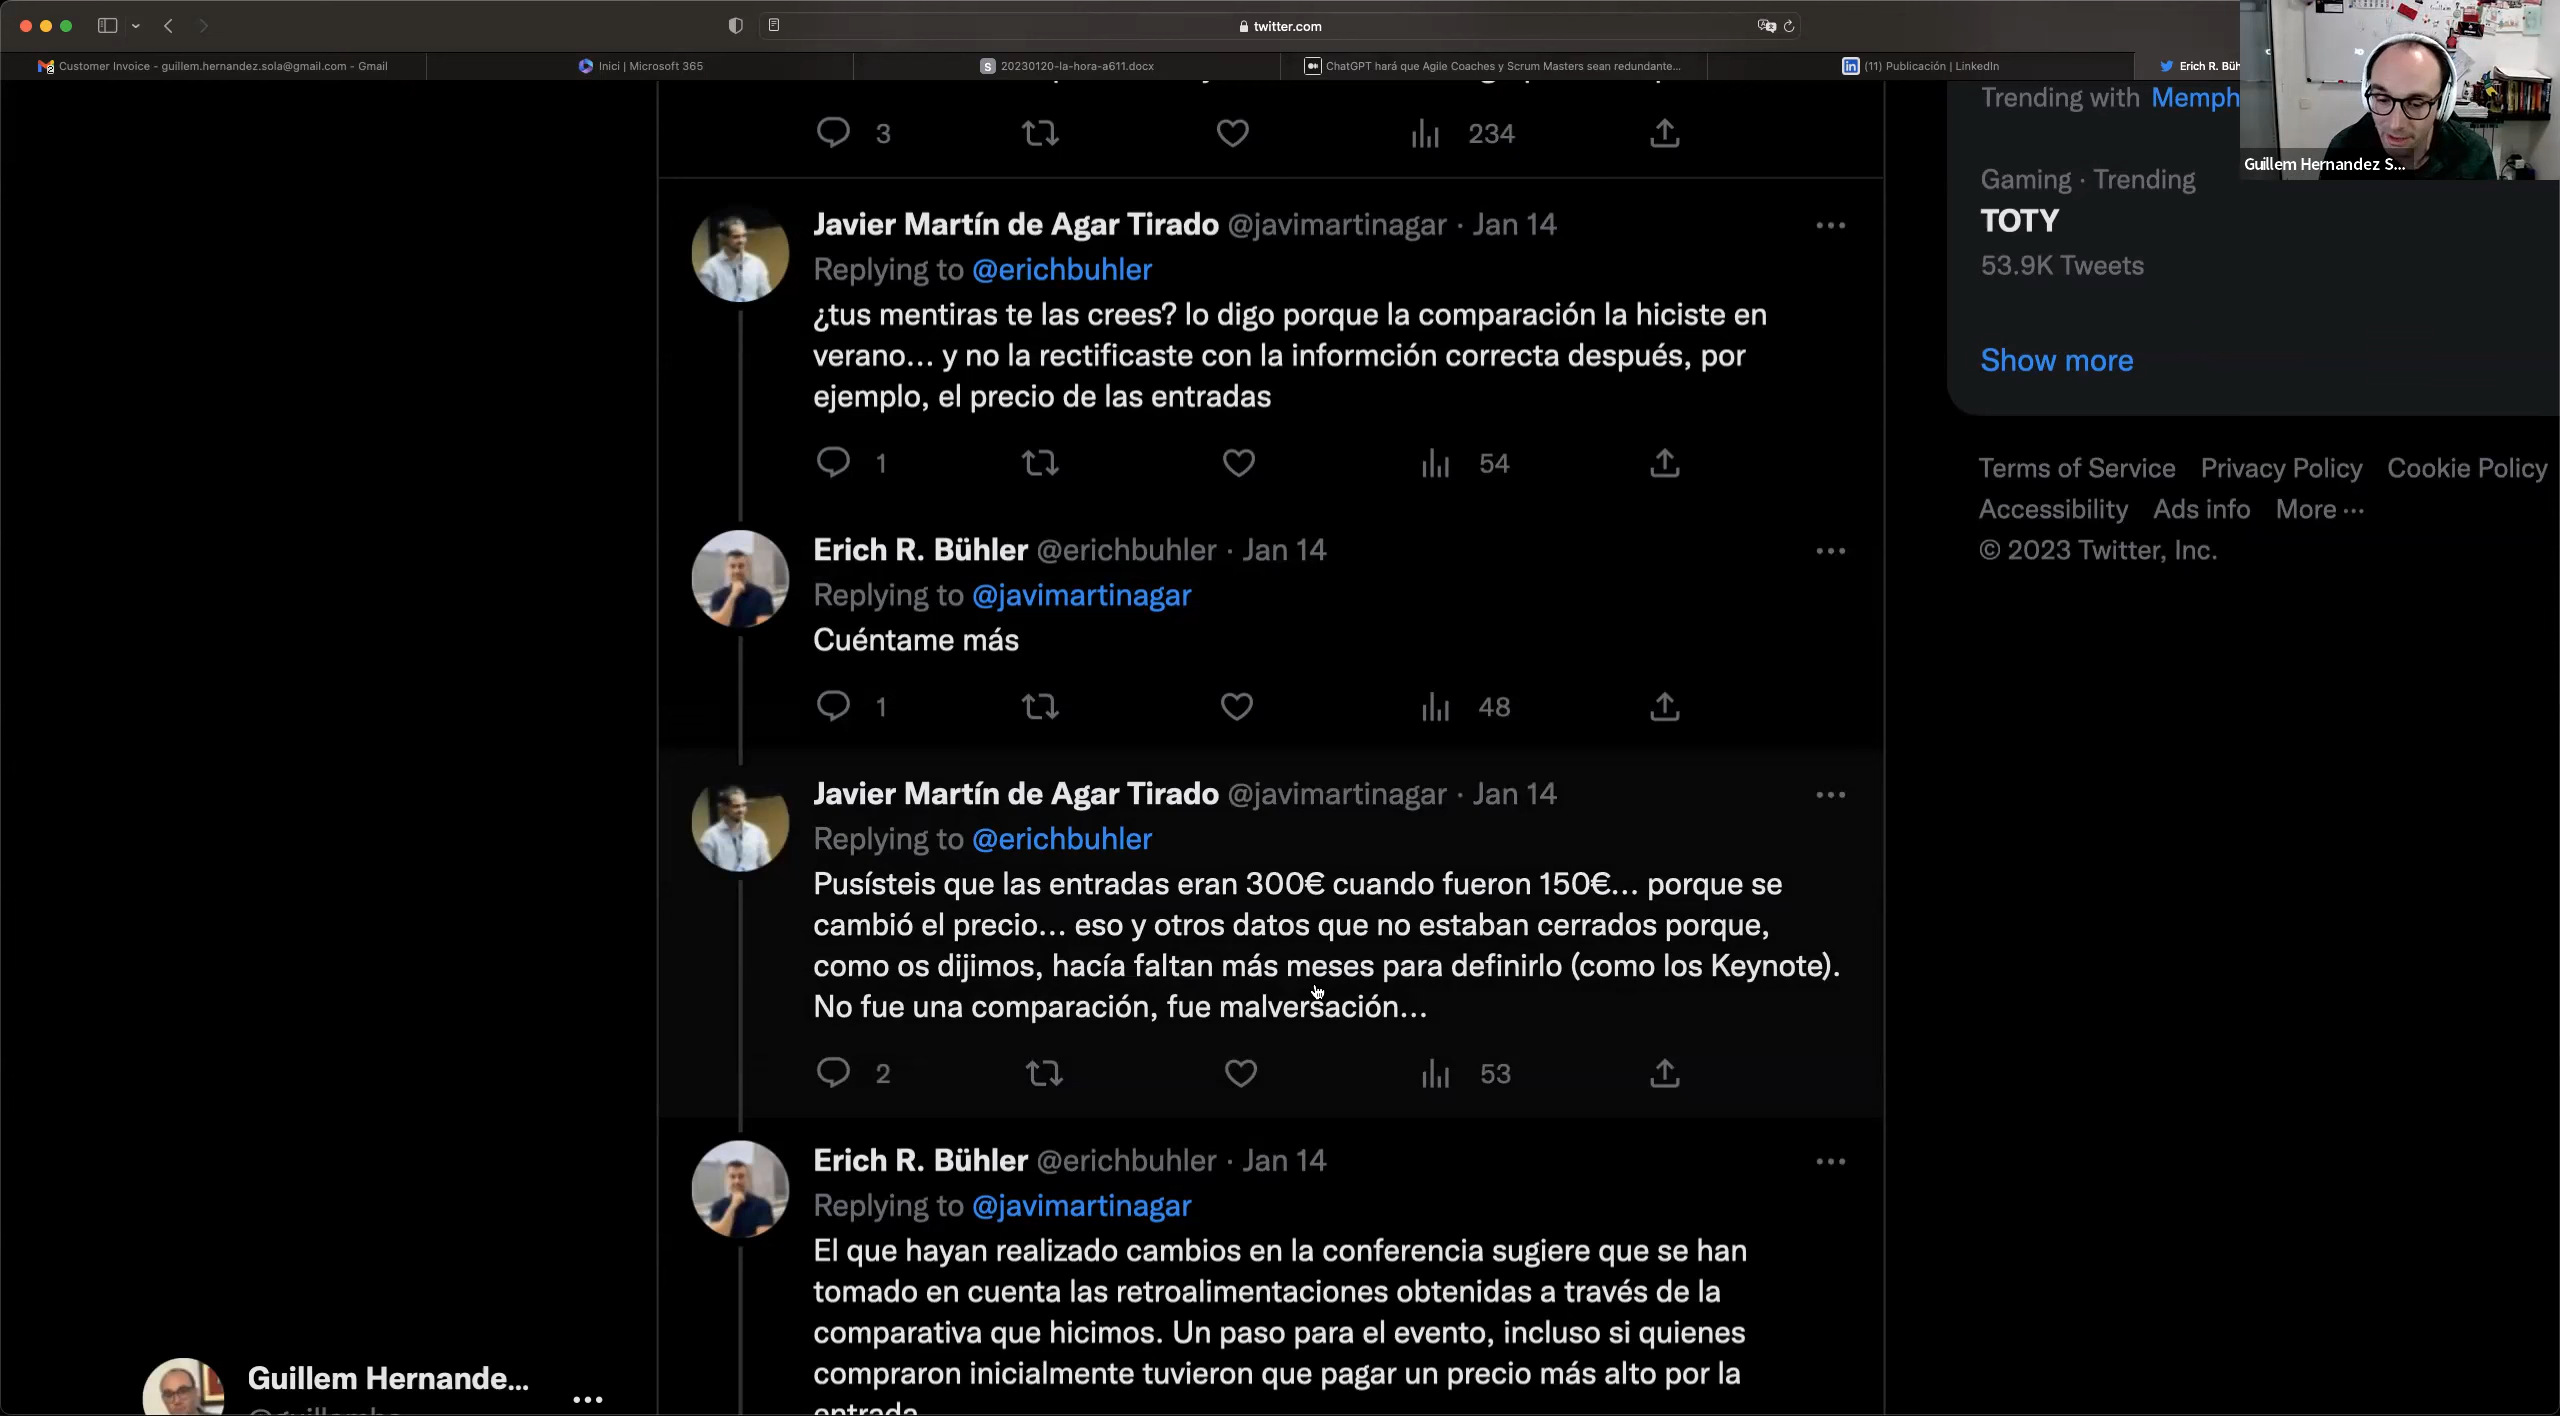 twitter.com
Customer Invoice - guillem.hernandez.sola@gmail.com - Gmail
Inici | Microsoft 365
S 20230120-la-hora-a611.docx
ChatGPT hará que Agile Coaches y Scrum Masters sean redundante...
in (11) Publicación | LinkedIn
Erich R. Büh
Guillem Hernandez S...
3
234
Javier Martín de Agar Tirado @javimartinagar · Jan 14
Replying to @erichbuhler
¿tus mentiras te las crees? lo digo porque la comparación la hiciste en
verano... y no la rectificaste con la informción correcta después, por
ejemplo, el precio de las entradas
1
54
Erich R. Bühler @erichbuhler · Jan 14
Replying to @javimartinagar
Cuéntame más
1
48
Javier Martín de Agar Tirado @javimartinagar · Jan 14
Replying to @erichbuhler
Pusísteis que las entradas eran 300€ cuando fueron 150€... porque se
cambió el precio... eso y otros datos que no estaban cerrados porque,
como os dijimos, hacía faltan más meses para definirlo (como los Keynote).
No fue una comparación, fue malversación...
2
53
Erich R. Bühler @erichbuhler · Jan 14
Replying to @javimartinagar
El que hayan realizado cambios en la conferencia sugiere que se han
tomado en cuenta las retroalimentaciones obtenidas a través de la
comparativa que hicimos. Un paso para el evento, incluso si quienes
compraron inicialmente tuvieron que pagar un precio más alto por la
entrada
Trending with Memph
Gaming · Trending
TOTY
53.9K Tweets
Show more
Terms of Service Privacy Policy Cookie Policy
Accessibility Ads info More ···
© 2023 Twitter, Inc.
Guillem Hernande...